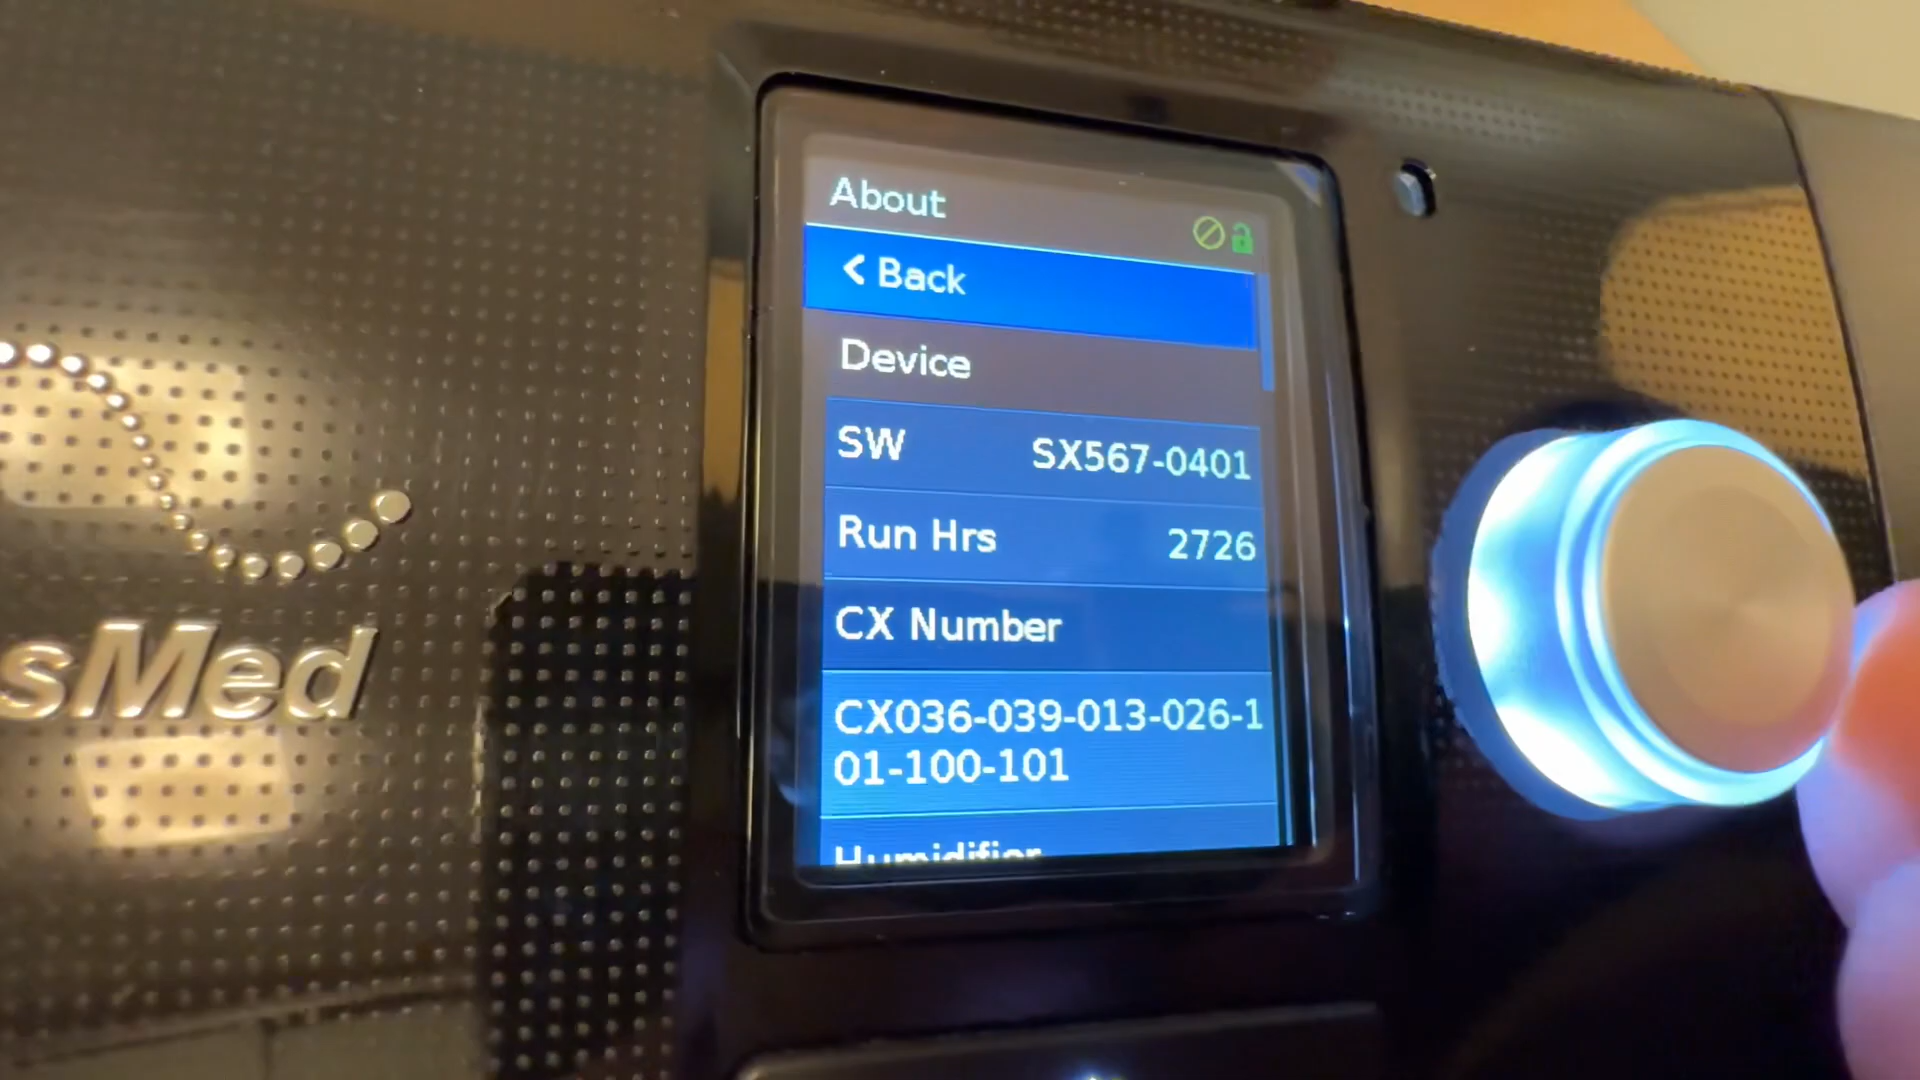 About
< Back
Device
SW SX567-0401
Run Hrs 2726
CX Number
CX036-039-013-026-1
01-100-101
Humidifier
sMed